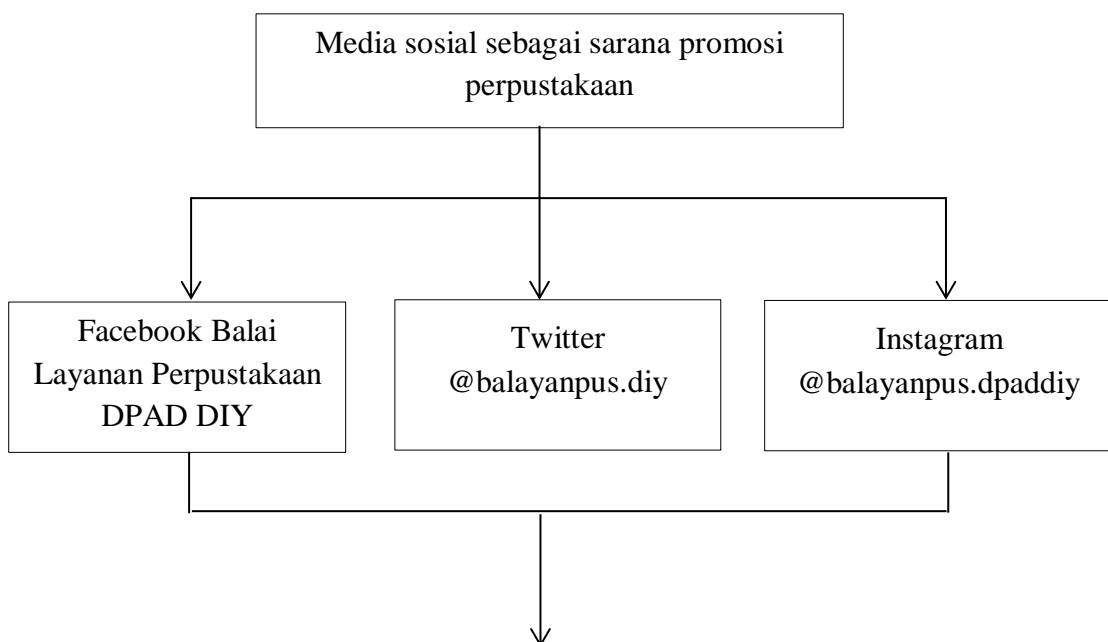 Media sosial sebagai sarana promosi
perpustakaan
Facebook Balai
Layanan Perpustakaan
DPAD DIY
Twitter
@balayanpus.diy
Instagram
@balayanpus.dpaddiy